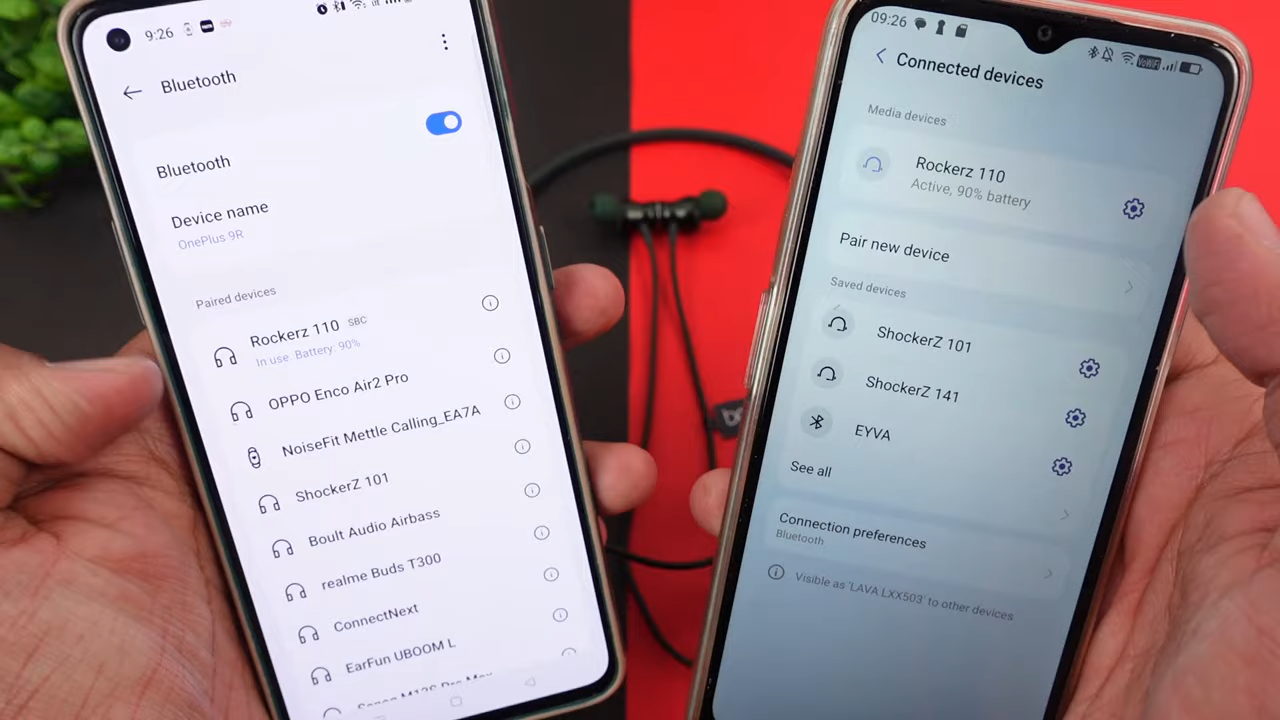 9:26
Bluetooth
Bluetooth
Device name
OnePlus 9R
Paired devices
Rockerz 110 SBC
In use. Battery: 90%
OPPO Enco Air2 Pro
NoiseFit Mettle Calling_EA7A
ShockerZ 101
Boult Audio Airbass
realme Buds T300
ConnectNext
EarFun UBOOM L
09:26
VoWiFi
Connected devices
Media devices
Rockerz 110
Active, 90% battery
Pair new device
Saved devices
ShockerZ 101
ShockerZ 141
EYVA
See all
Connection preferences
Bluetooth
Visible as 'LAVA LXX503' to other devices